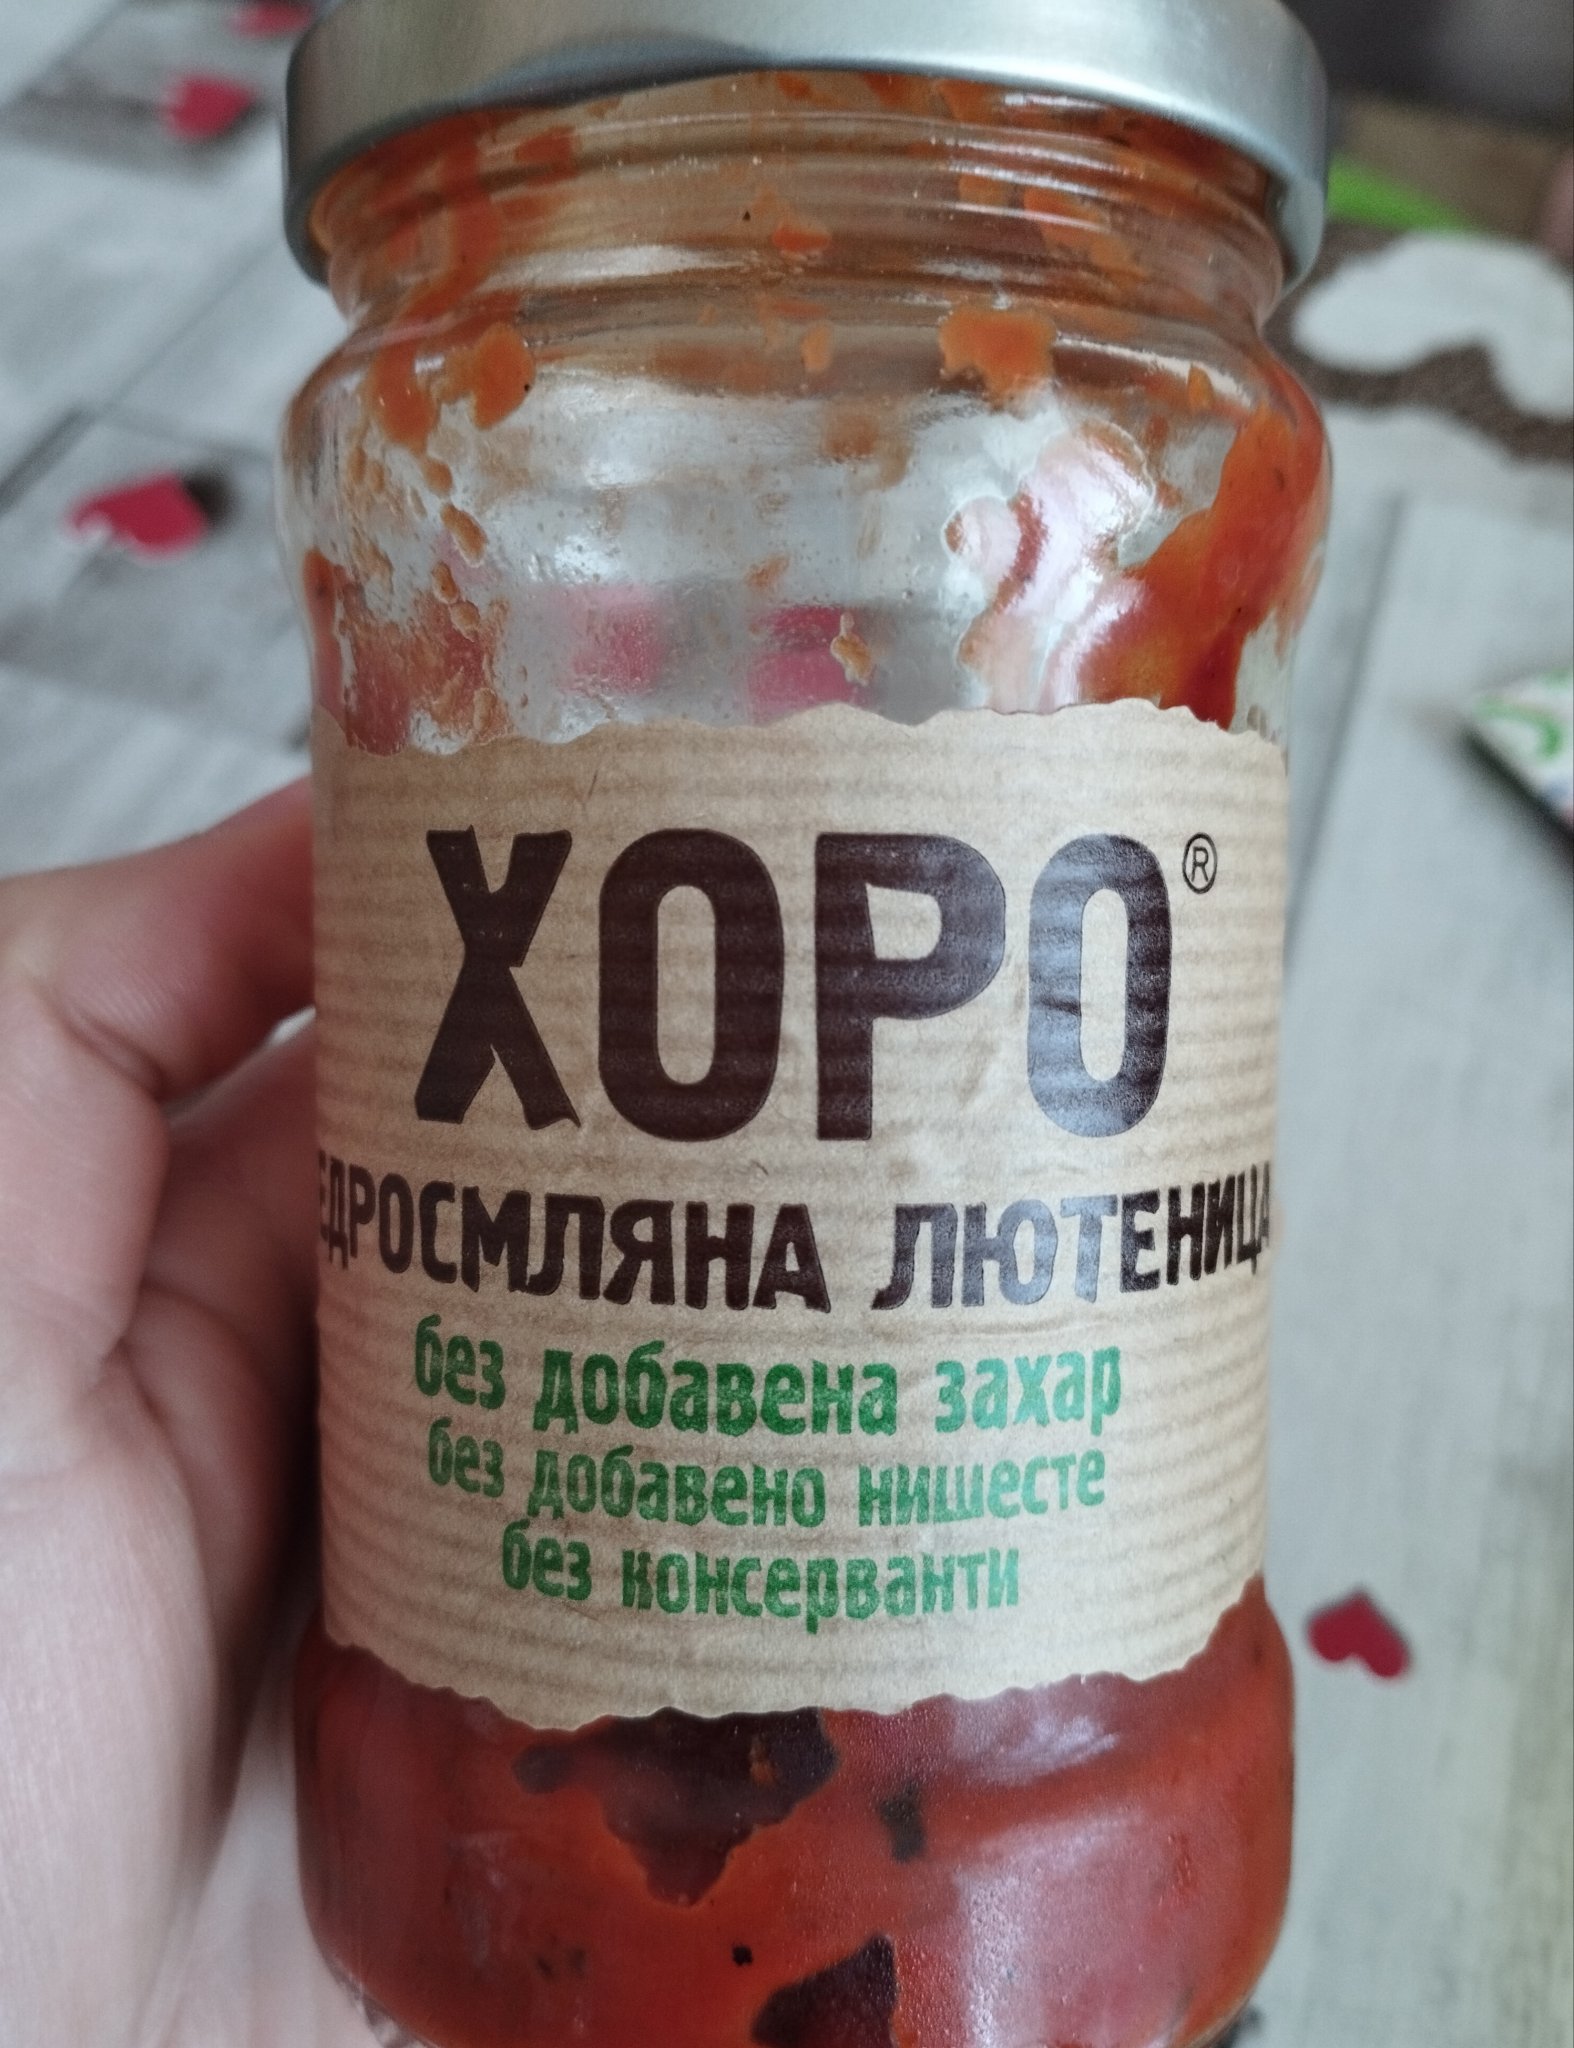 ХОРО®
ЕДРОСМЛЯНА ЛЮТЕНИЦА
без добавена захар
без добавено нишесте
без консерванти